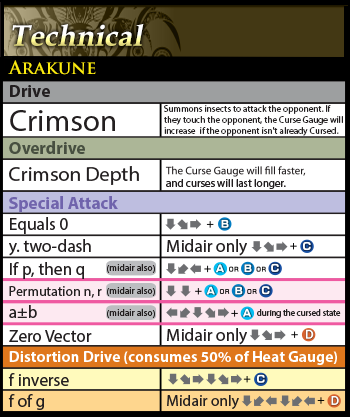 Technical
ARAKUNE
Drive
Crimson
Summons insects to attack the opponent. If
they touch the opponent, the Curse Gauge will
increase if the opponent isn't already Cursed.
Overdrive
Crimson Depth
The Curse Gauge will fill faster,
and curses will last longer.
Special Attack
Equals 0 + B
y. two-dash Midair only + C
If p, then q (midair also) + A OR B OR C
Permutation n, r (midair also) + A OR B OR C
a±b (midair also) + A during the cursed state
Zero Vector Midair only + D
Distortion Drive (consumes 50% of Heat Gauge)
f inverse + C
f of g Midair only + D